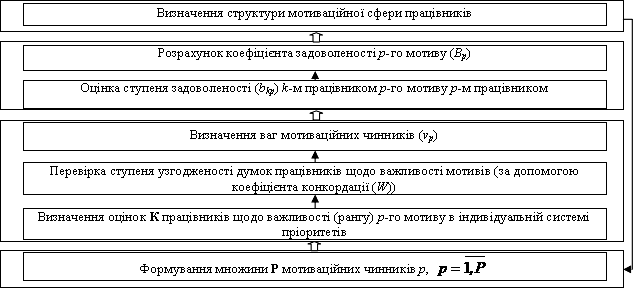 Визначення структури мотиваційної сфери працівників
Розрахунок коефіцієнта задоволеності p-го мотиву (Bp)
Оцінка ступеня задоволеності (bkp) k-м працівником p-го мотиву p-м працівником
Визначення ваг мотиваційних чинників (vp)
Перевірка ступеня узгодженості думок працівників щодо важливості мотивів (за допомогою
коефіцієнта конкордації (W))
Визначення оцінок К працівників щодо важливості (рангу) p-го мотиву в індивідуальній системі
пріоритетів
Формування множини Р мотиваційних чинників p, p = \overline{1,P}